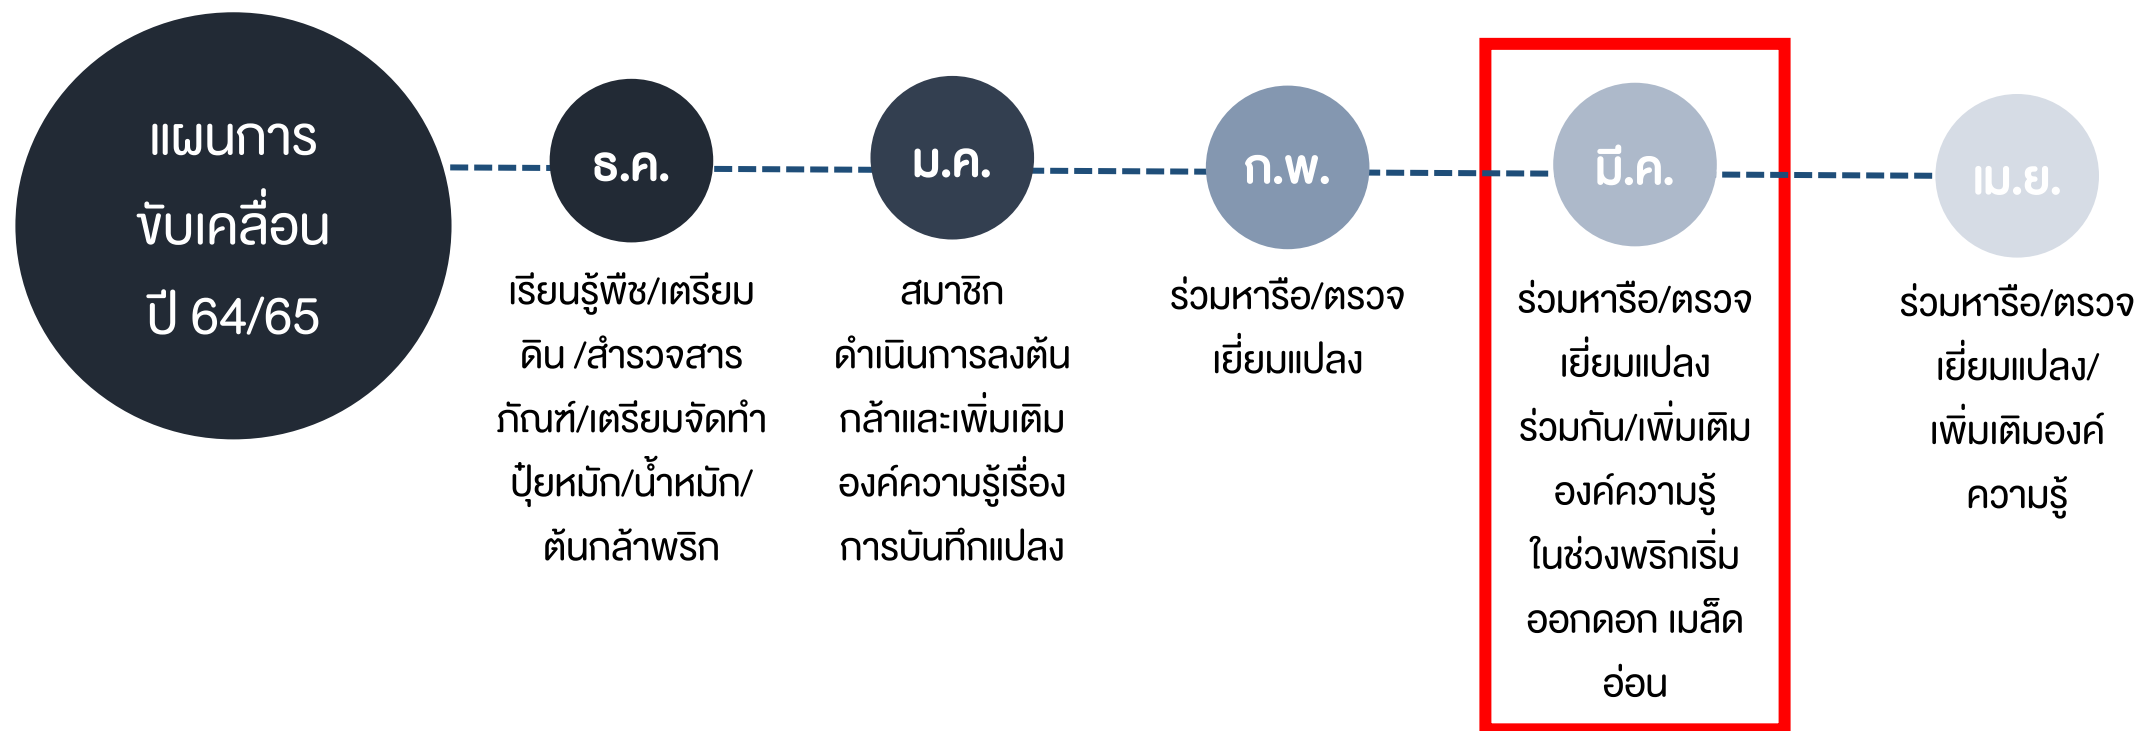 แผนการ
ขับเคลื่อน
ปี 64/65
ธ.ค.
เรียนรู้พืช/เตรียม
ดิน /สำรวจสาร
ภัณฑ์/เตรียมจัดทำ
ปุ๋ยหมัก/น้ำหมัก/
ต้นกล้าพริก
ม.ค.
สมาชิก
ดำเนินการลงต้น
กล้าและเพิ่มเติม
องค์ความรู้เรื่อง
การบันทึกแปลง
ก.พ.
ร่วมหารือ/ตรวจ
เยี่ยมแปลง
มี.ค.
ร่วมหารือ/ตรวจ
เยี่ยมแปลง
ร่วมกัน/เพิ่มเติม
องค์ความรู้
ในช่วงพริกเริ่ม
ออกดอก เมล็ด
อ่อน
เม.ย.
ร่วมหารือ/ตรวจ
เยี่ยมแปลง/
เพิ่มเติมองค์
ความรู้